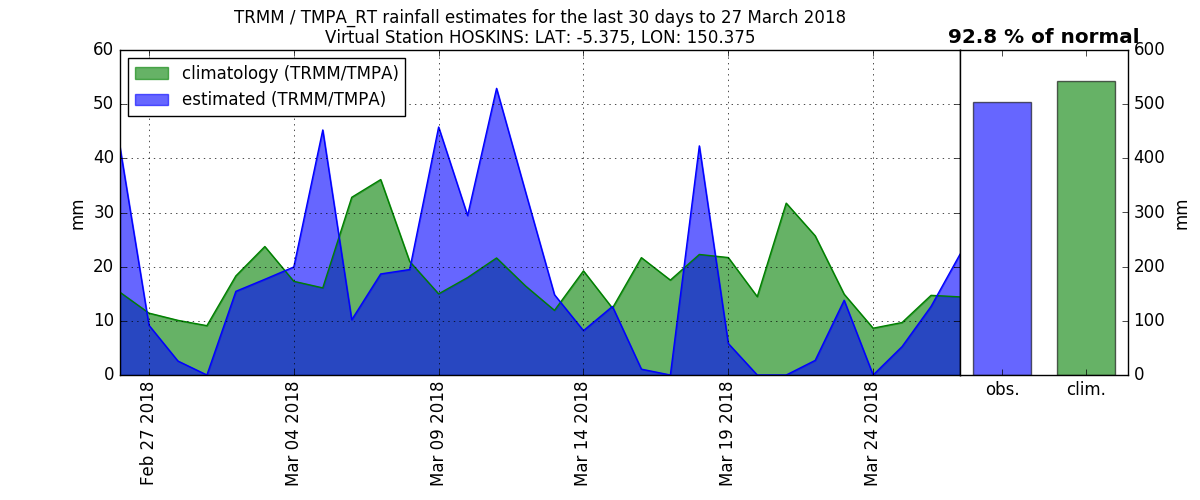 TRMM / TMPA_RT rainfall estimates for the last 30 days to 27 March 2018
Virtual Station HOSKINS: LAT: -5.375, LON: 150.375
92.8 % of normal
climatology (TRMM/TMPA)
estimated (TRMM/TMPA)
60
50
40
30
20
10
0
mm
Feb 27 2018
Mar 04 2018
Mar 09 2018
Mar 14 2018
Mar 19 2018
Mar 24 2018
obs.
clim.
600
500
400
300
200
100
0
mm